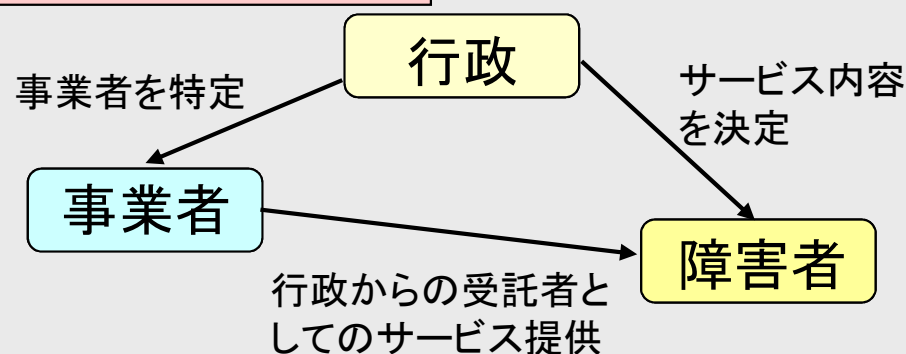 行政
事業者を特定
サービス内容
を決定
事業者
障害者
行政からの受託者と
してのサービス提供